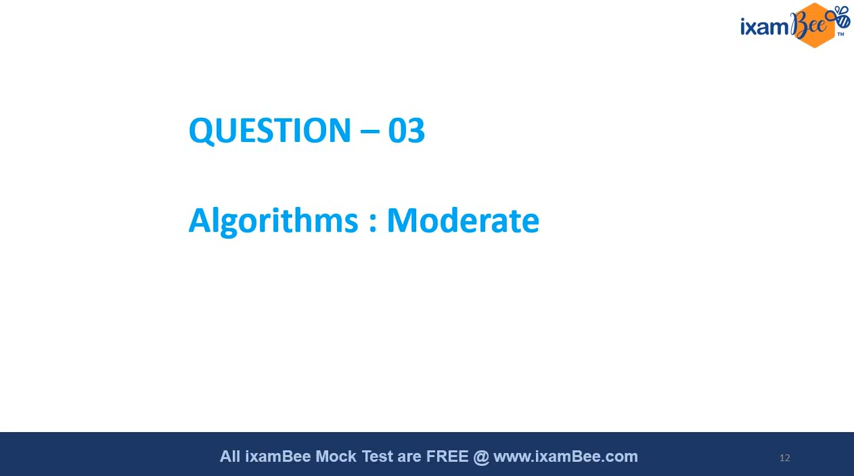 ixamBee TM
QUESTION – 03
Algorithms : Moderate
All ixamBee Mock Test are FREE @ www.ixamBee.com
12